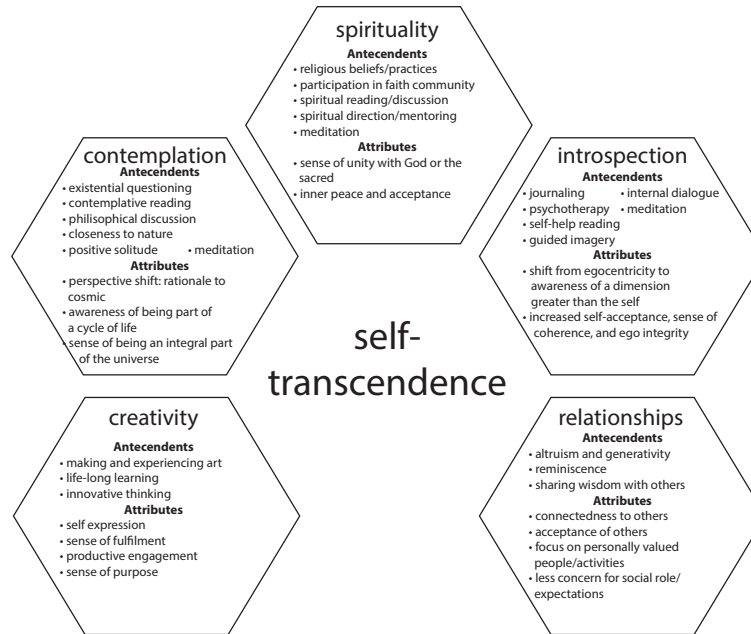 spirituality
Antecendents
• religious beliefs/practices
• participation in faith community
• spiritual reading/discussion
• spiritual direction/mentoring
• meditation
Attributes
• sense of unity with God or the
sacred
• inner peace and acceptance
contemplation
Antecendents
• existential questioning
• contemplative reading
• philisophical discussion
• closeness to nature
• positive solitude • meditation
Attributes
• perspective shift: rationale to
cosmic
• awareness of being part of
a cycle of life
• sense of being an integral part
of the universe
introspection
Antecendents
• journaling • internal dialogue
• psychotherapy • meditation
• self-help reading
• guided imagery
Attributes
• shift from egocentricity to
awareness of a dimension
greater than the self
• increased self-acceptance, sense of
coherence, and ego integrity
self-
transcendence
creativity
Antecendents
• making and experiencing art
• life-long learning
• innovative thinking
Attributes
• self expression
• sense of fulfilment
• productive engagement
• sense of purpose
relationships
Antecendents
• altruism and generativity
• reminiscence
• sharing wisdom with others
Attributes
• connectedness to others
• acceptance of others
• focus on personally valued
people/activities
• less concern for social role/
expectations